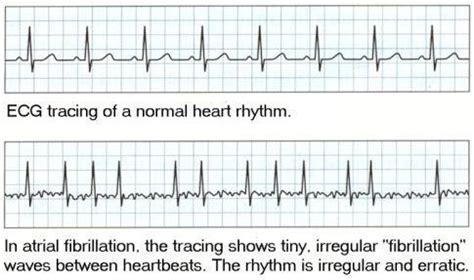 ECG tracing of a normal heart rhythm.
In atrial fibrillation, the tracing shows tiny, irregular "fibrillation"
waves between heartbeats. The rhythm is irregular and erratic.